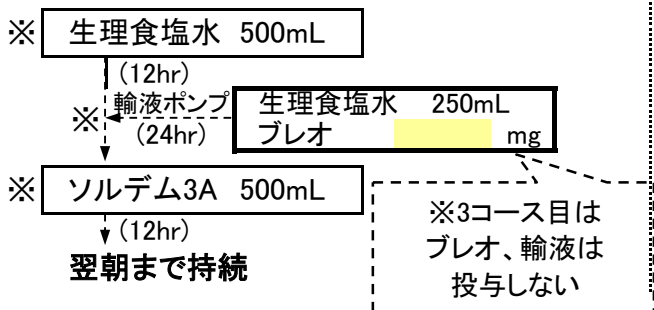 ※ 生理食塩水 500mL
(12hr)
※ 輸液ポンプ
(24hr)
生理食塩水 250mL
ブレオ mg
※ ソルデム3A 500mL
(12hr)
翌朝まで持続
※3コース目は
ブレオ、輸液は
投与しない